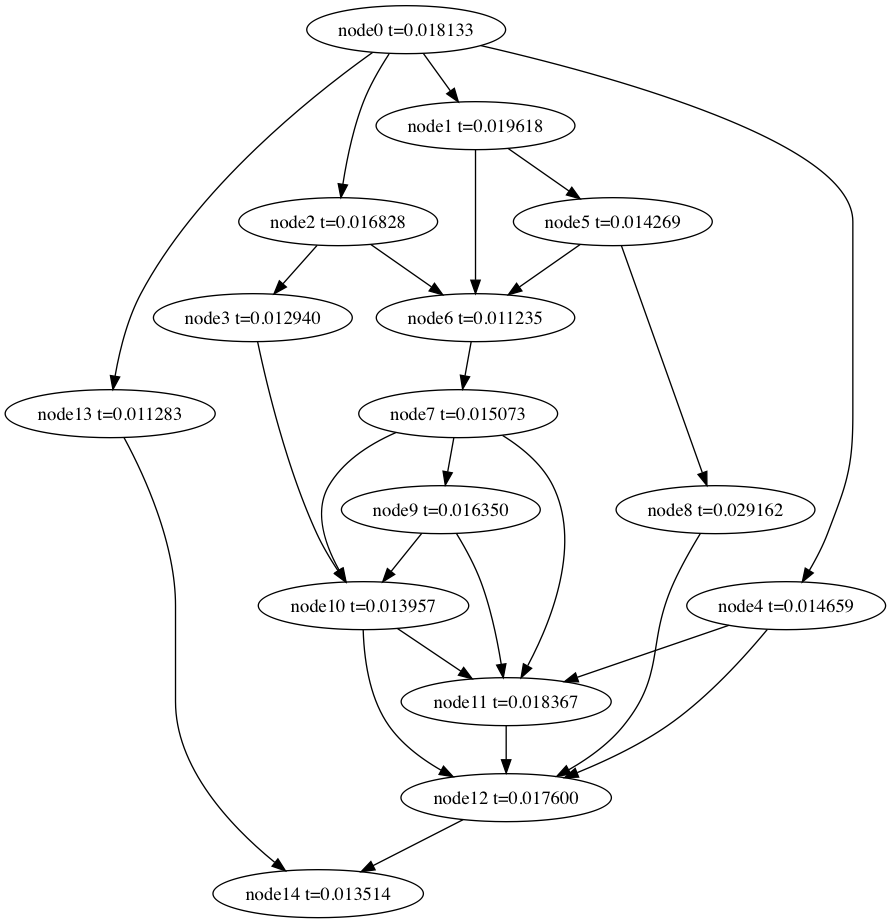 node0 t=0.018133
node1 t=0.019618
node2 t=0.016828
node5 t=0.014269
node3 t=0.012940
node6 t=0.011235
node13 t=0.011283
node7 t=0.015073
node9 t=0.016350
node8 t=0.029162
node10 t=0.013957
node4 t=0.014659
node11 t=0.018367
node12 t=0.017600
node14 t=0.013514